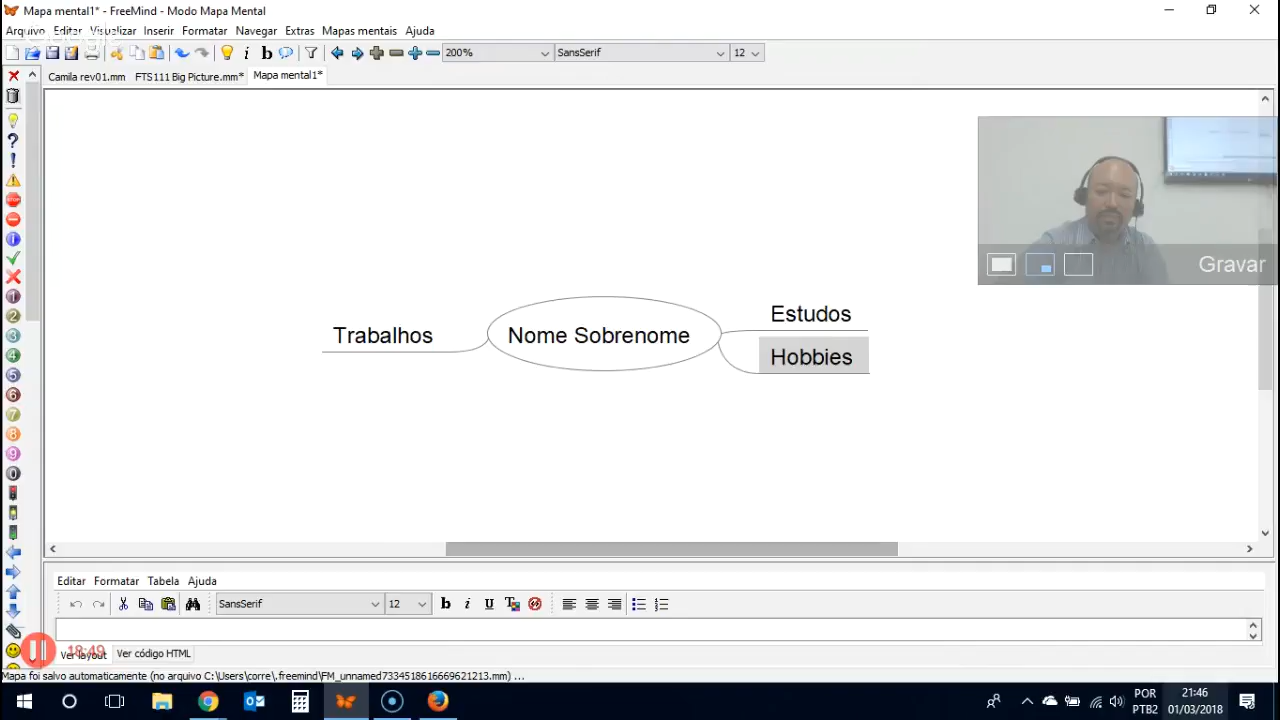 Mapa mental1* - FreeMind - Modo Mapa Mental
Arquivo Editar Visualizar Inserir Formatar Navegar Extras Mapas mentais Ajuda
200% SansSerif 12
Camila rev01.mm FTS111 Big Picture.mm* Mapa mental1*
Gravar
Estudos
Trabalhos Nome Sobrenome
Hobbies
Editar Formatar Tabela Ajuda
SansSerif 12 b i U
18:49
Ver layout Ver código HTML
Mapa foi salvo automaticamente (no arquivo C:\Users\corre\.freemind\FM_unnamed7334518616669621213.mm) ...
POR 21:46
PTB2 01/03/2018